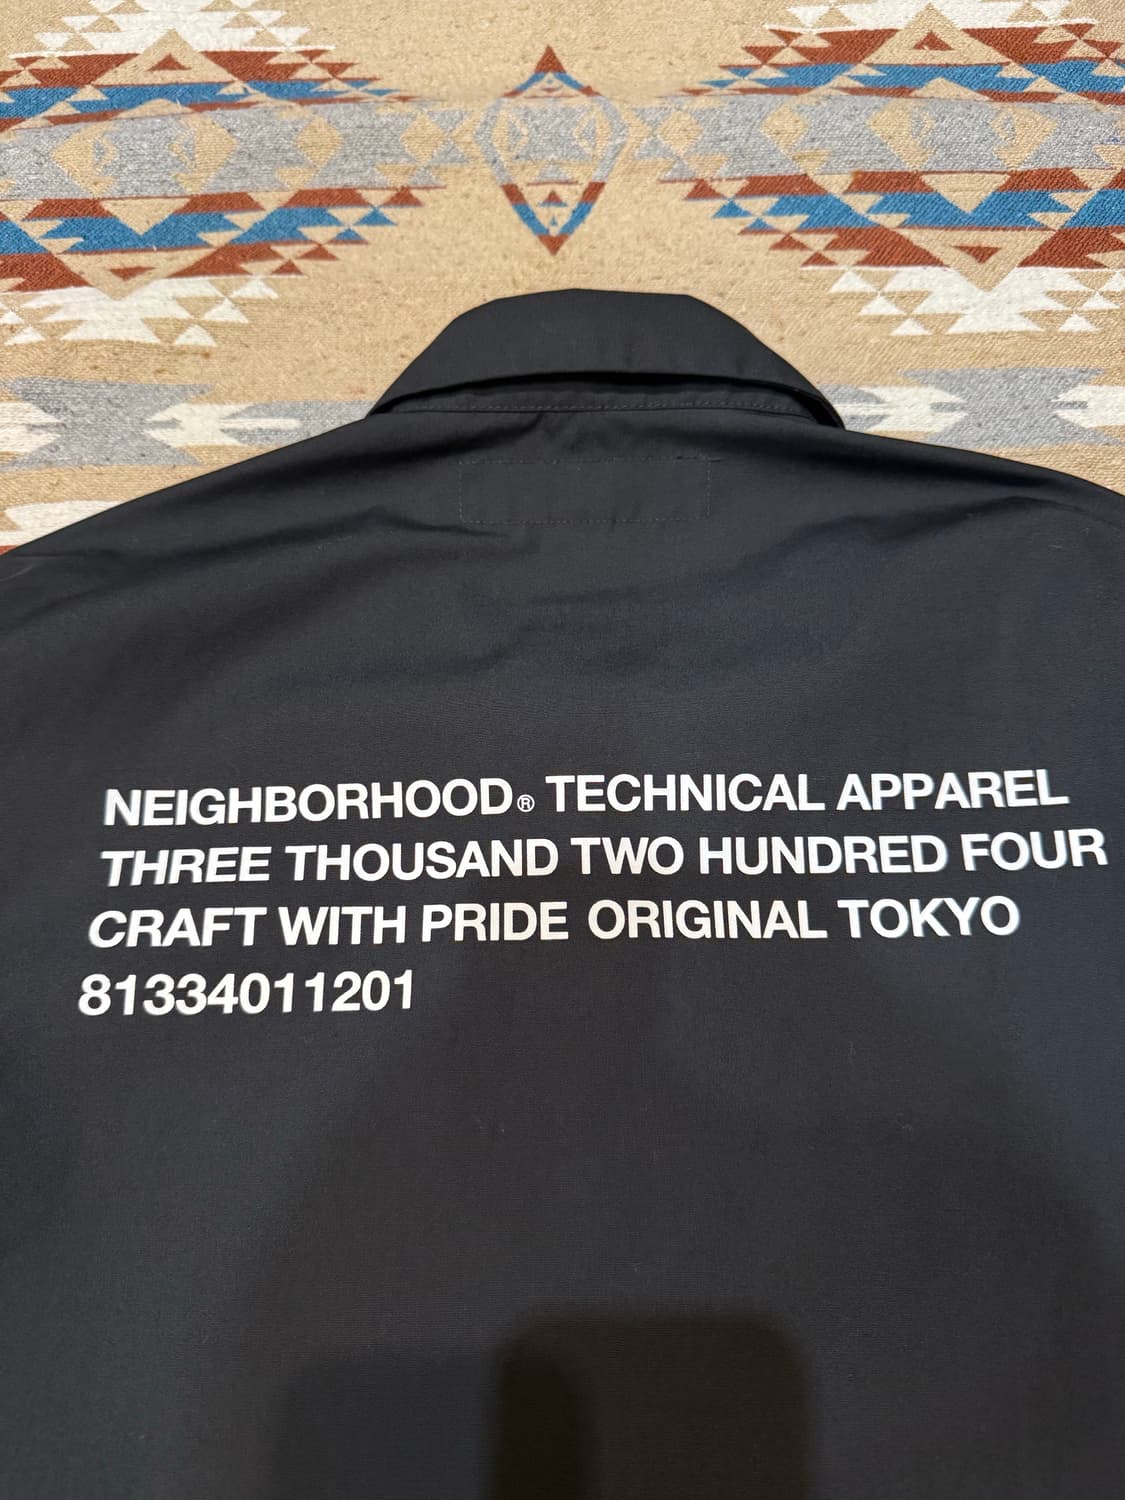 NEIGHBORHOOD® TECHNICAL APPAREL
THREE THOUSAND TWO HUNDRED FOUR
CRAFT WITH PRIDE ORIGINAL TOKYO
81334011201